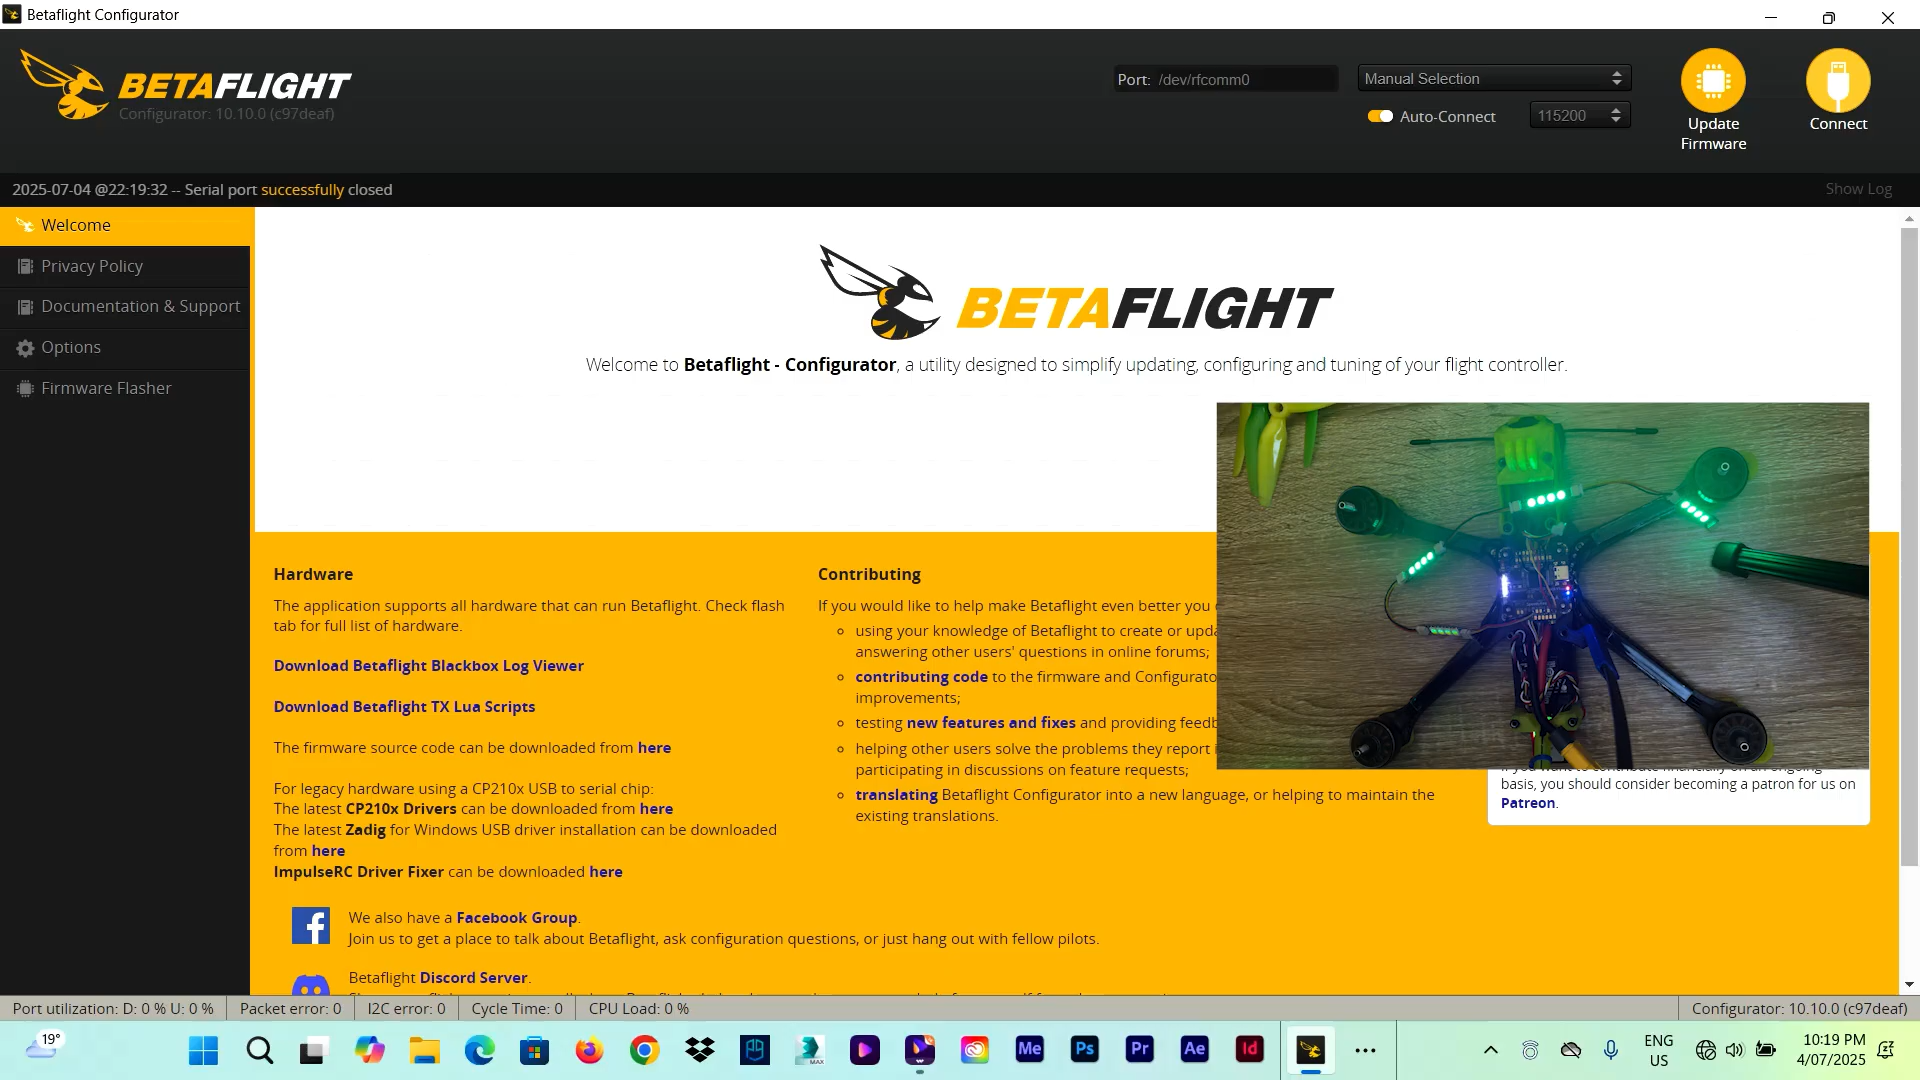 Betaflight Configurator
BETAFLIGHT
Configurator: 10.10.0 (c97deaf)
Port: /dev/rfcomm0
Manual Selection
Auto-Connect
115200
Update
Firmware
Connect
2025-07-04 @22:19:32 -- Serial port successfully closed
Show Log
Welcome
Privacy Policy
Documentation & Support
Options
Firmware Flasher
BETAFLIGHT
Welcome to Betaflight - Configurator, a utility designed to simplify updating, configuring and tuning of your flight controller.
Hardware
The application supports all hardware that can run Betaflight. Check flash
tab for full list of hardware.
Download Betaflight Blackbox Log Viewer
Download Betaflight TX Lua Scripts
The firmware source code can be downloaded from here
For legacy hardware using a CP210x USB to serial chip:
The latest CP210x Drivers can be downloaded from here
The latest Zadig for Windows USB driver installation can be downloaded
from here
ImpulseRC Driver Fixer can be downloaded here
Contributing
If you would like to help make Betaflight even better you
using your knowledge of Betaflight to create or
answering other users' questions in online forums;
contributing code to the firmware and
improvements;
testing new features and fixes and providing
helping other users solve the problems they report
participating in discussions on feature requests;
translating Betaflight Configurator into a new language, or helping to maintain the
existing translations.
basis, you should consider becoming a patron for us on
Patreon.
We also have a Facebook Group.
Join us to get a place to talk about Betaflight, ask configuration questions, or just hang out with fellow pilots.
Betaflight Discord Server.
Port utilization: D: 0 % U: 0 %
Packet error: 0
I2C error: 0
Cycle Time: 0
CPU Load: 0 %
Configurator: 10.10.0 (c97deaf)
19°
MAX
Me
Ps
Pr
Ae
Id
ENG
US
10:19 PM
4/07/2025